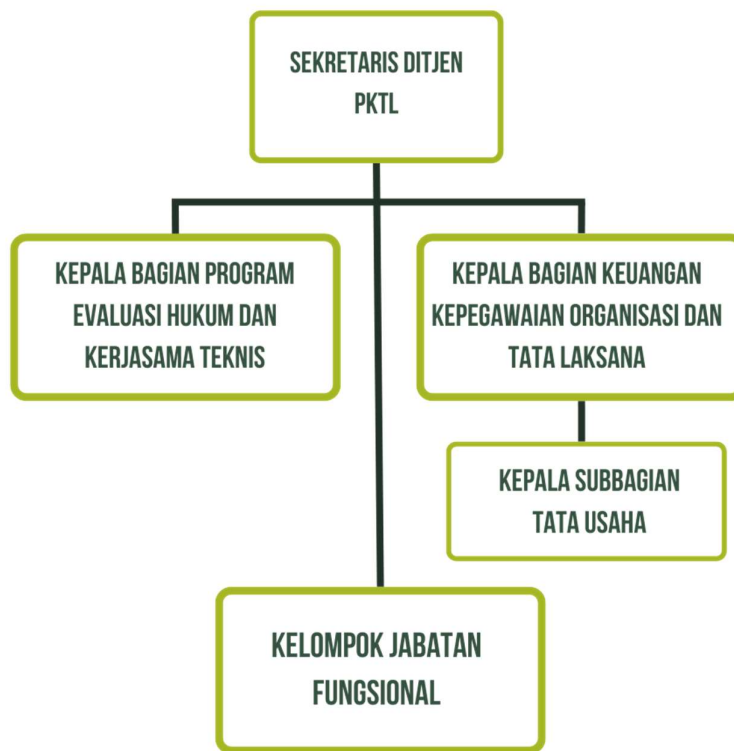 SEKRETARIS DITJEN
PKTL
KEPALA BAGIAN PROGRAM
EVALUASI HUKUM DAN
KERJASAMA TEKNIS
KEPALA BAGIAN KEUANGAN
KEPEGAWAIAN ORGANISASI DAN
TATA LAKSANA
KEPALA SUBBAGIAN
TATA USAHA
KELOMPOK JABATAN
FUNGSIONAL